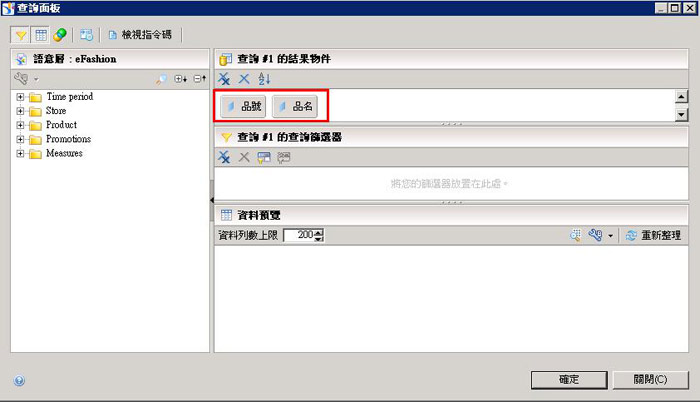 查詢面板
檢視指令碼
語意層：eFashion
Time period
Store
Product
Promotions
Measures
查詢 #1 的結果物件
品號 品名
查詢 #1 的查詢篩選器
將您的篩選器放置在此處。
資料預覽
資料列數上限 200 重新整理
確定 關閉(C)